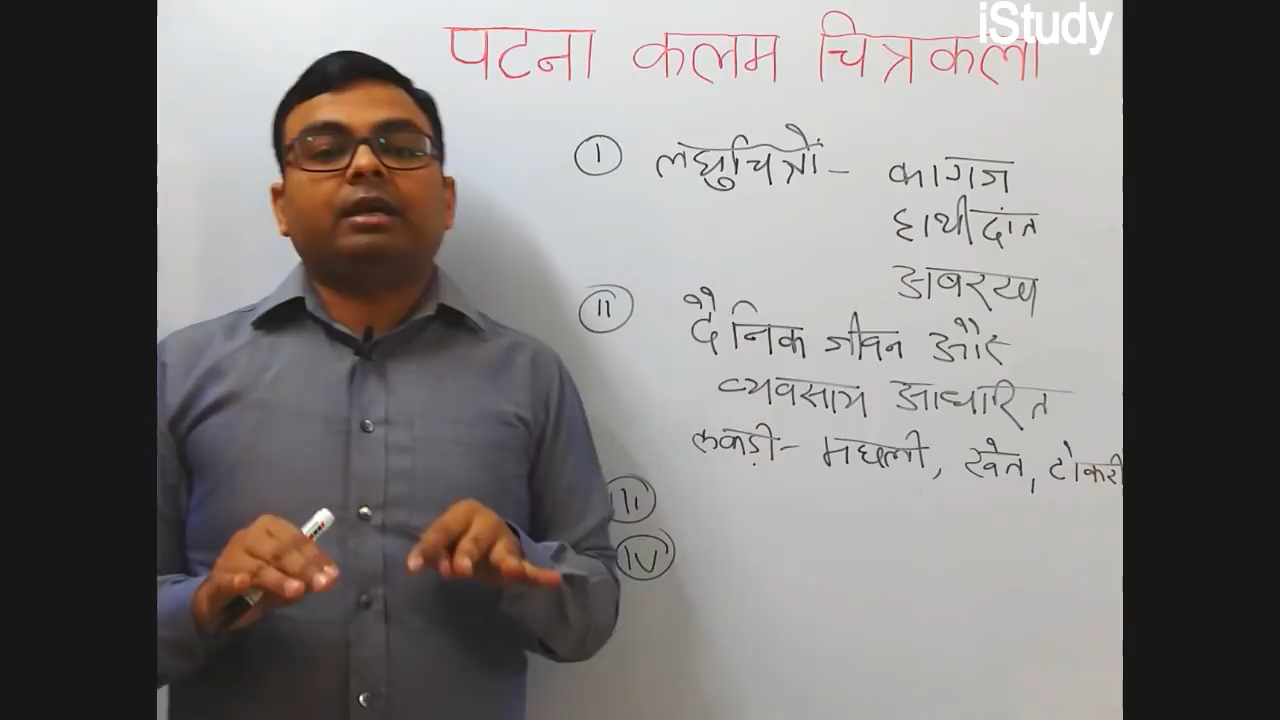 iStudy
पटना कलम चित्रकला
I लघुचित्रों - कागज
हाथीदांत
अबरख
II दैनिक जीवन और
व्यवसाय आधारित
लकड़ी - मछली, खेत, टोकरी
III
IV